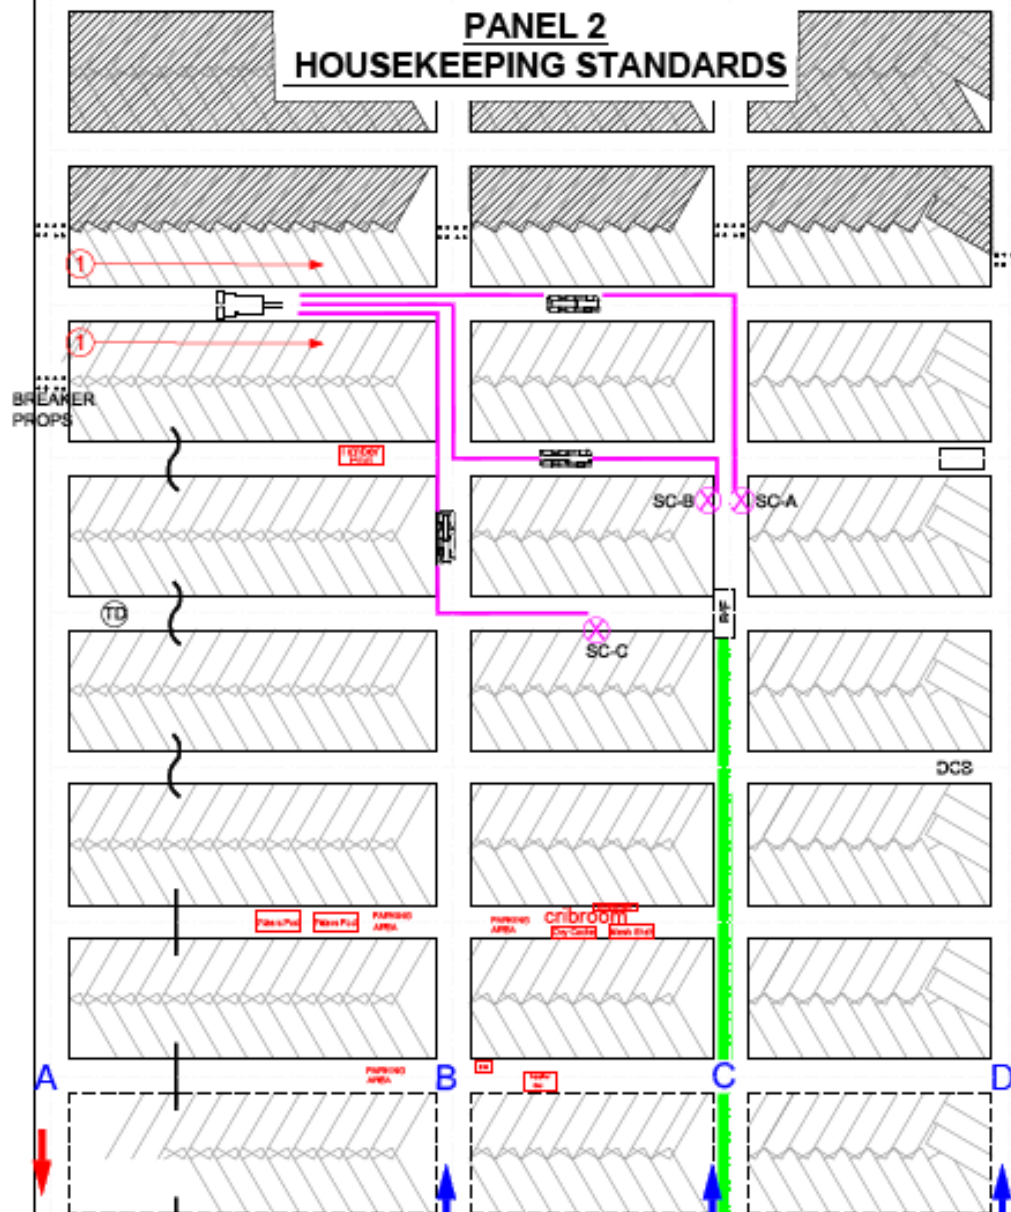 PANEL 2
HOUSEKEEPING STANDARDS
1
1
BREAKER
PROPS
SC-B
SC-A
TD
SC-C
DCS
PARKING
AREA
PARKING
AREA
cribroom
PARKING
AREA
A
B
C
D